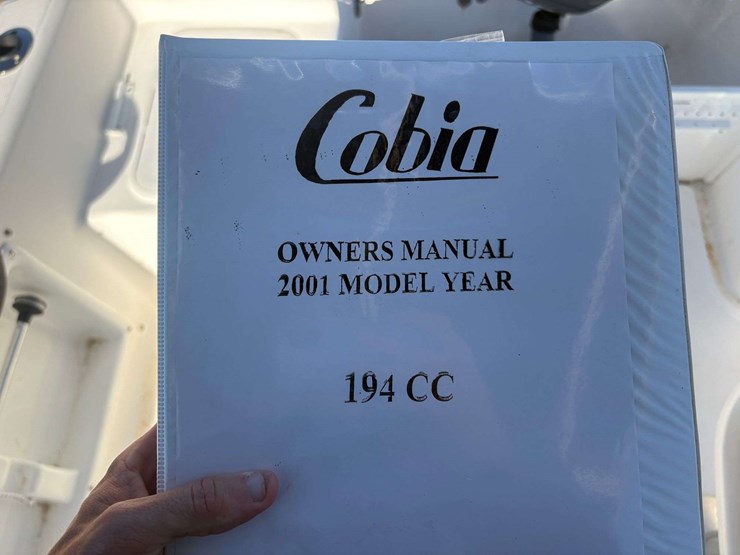 Cobia
OWNERS MANUAL
2001 MODEL YEAR
194 CC